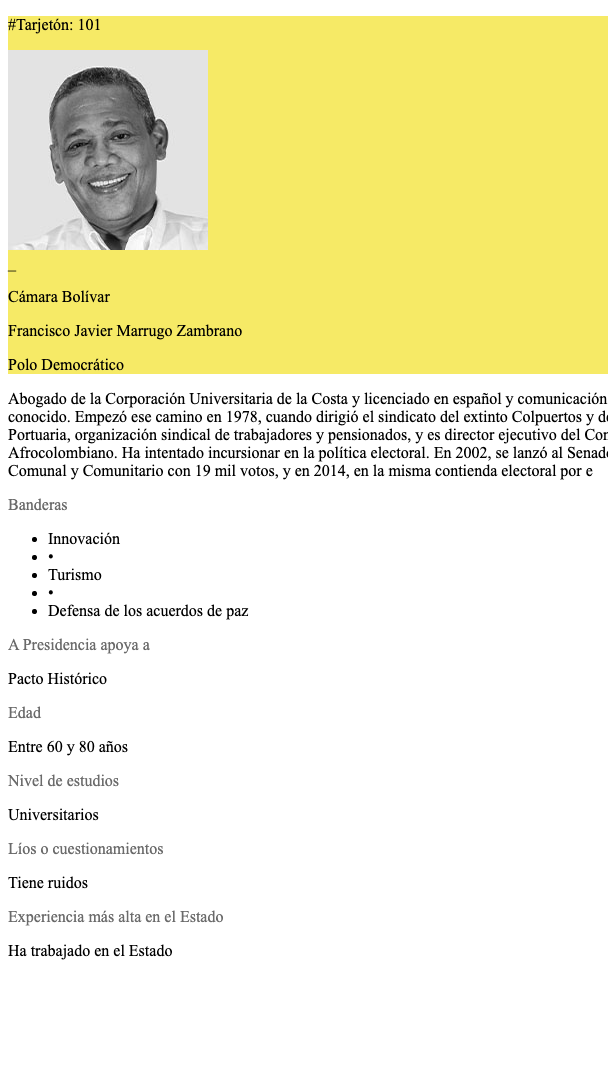 #Tarjetón: 101
_
Cámara Bolívar
Francisco Javier Marrugo Zambrano
Polo Democrático
Abogado de la Corporación Universitaria de la Costa y licenciado en español y comunicación
conocido. Empezó ese camino en 1978, cuando dirigió el sindicato del extinto Colpuertos y
Portuaria, organización sindical de trabajadores y pensionados, y es director ejecutivo del
Afrocolombiano. Ha intentado incursionar en la política electoral. En 2002, se lanzó al
Comunal y Comunitario con 19 mil votos, y en 2014, en la misma contienda electoral por e
Banderas
• Innovación
• •
• Turismo
• •
• Defensa de los acuerdos de paz
A Presidencia apoya a
Pacto Histórico
Edad
Entre 60 y 80 años
Nivel de estudios
Universitarios
Líos o cuestionamientos
Tiene ruidos
Experiencia más alta en el Estado
Ha trabajado en el Estado